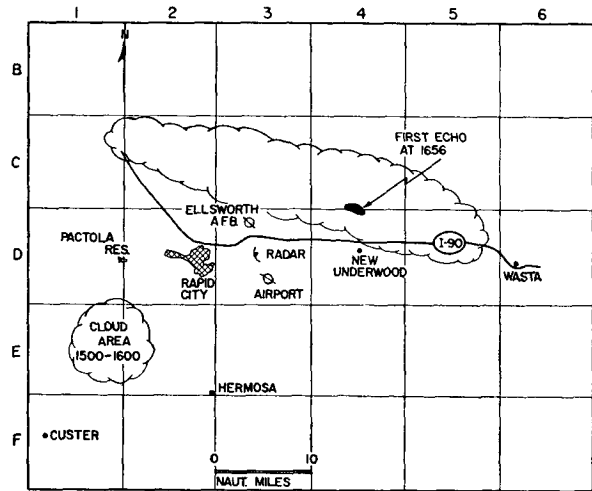 1 2 3 4 5 6
N
B
FIRST ECHO
AT 1656
C
ELLSWORTH
A.F.B.
PACTOLA
RES.
D
I-90
RADAR
NEW
UNDERWOOD
WASTA
RAPID
CITY
AIRPORT
CLOUD
AREA
1500-1600
E
HERMOSA
F
CUSTER
0 10
NAUT. MILES